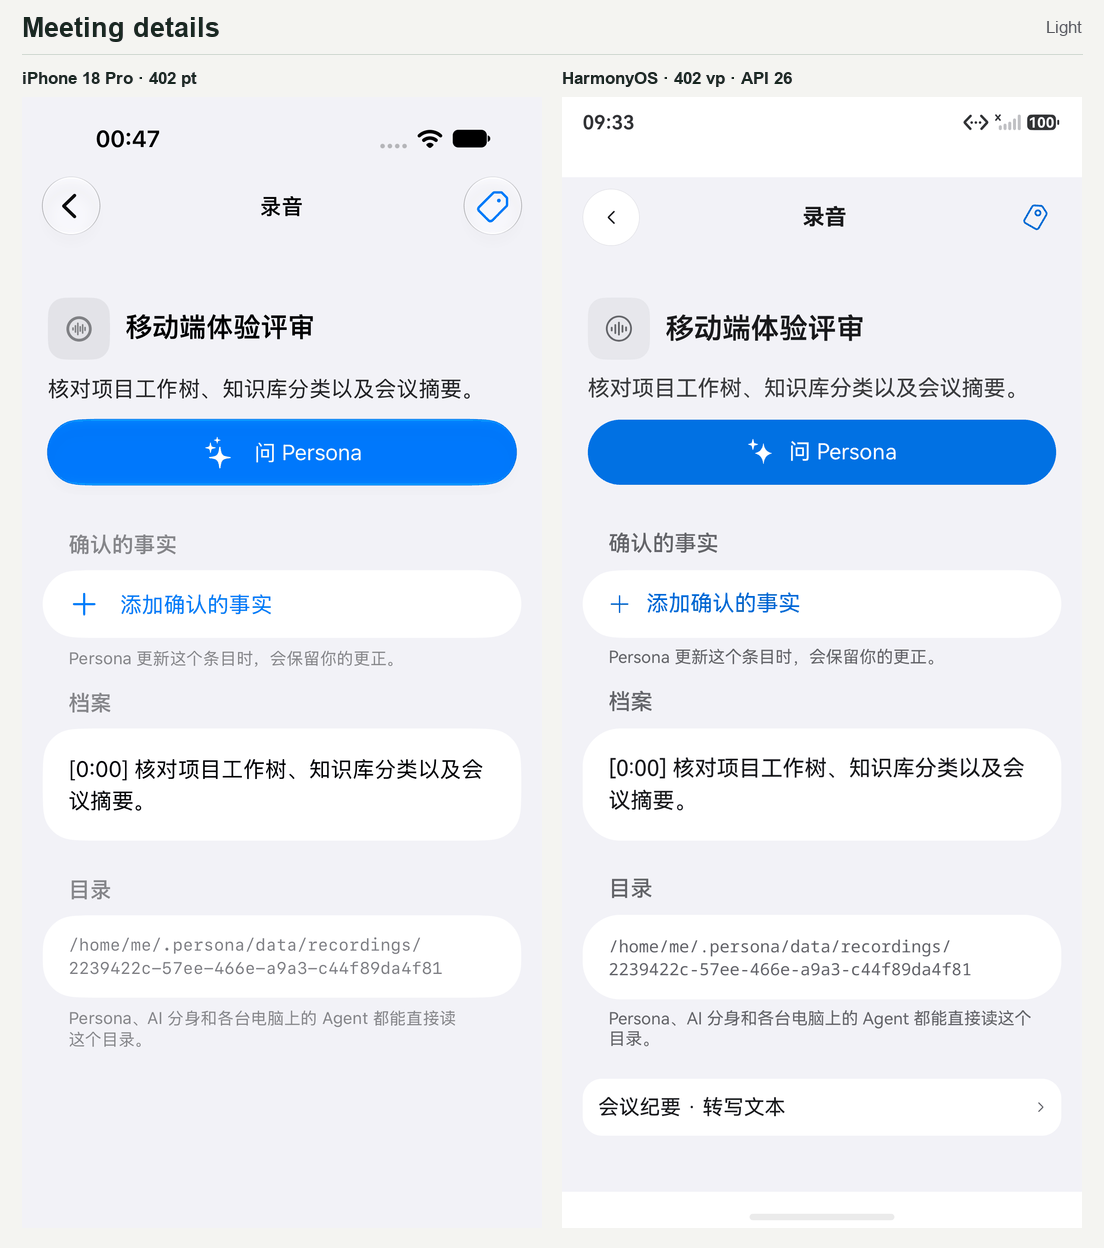 Meeting details
Light
iPhone 18 Pro · 402 pt
00:47
录音
移动端体验评审
核对项目工作树、知识库分类以及会议摘要。
问 Persona
确认的事实
添加确认的事实
Persona 更新这个条目时，会保留你的更正。
档案
[0:00] 核对项目工作树、知识库分类以及会
议摘要。
目录
/home/me/.persona/data/recordings/
2239422c-57ee-466e-a9a3-c44f89da4f81
Persona、AI 分身和各台电脑上的 Agent 都能直接读
这个目录。
HarmonyOS · 402 vp · API 26
09:33
100
录音
移动端体验评审
核对项目工作树、知识库分类以及会议摘要。
问 Persona
确认的事实
添加确认的事实
Persona 更新这个条目时，会保留你的更正。
档案
[0:00] 核对项目工作树、知识库分类以及会
议摘要。
目录
/home/me/.persona/data/recordings/
2239422c-57ee-466e-a9a3-c44f89da4f81
Persona、AI 分身和各台电脑上的 Agent 都能直接读这个
目录。
会议纪要 · 转写文本